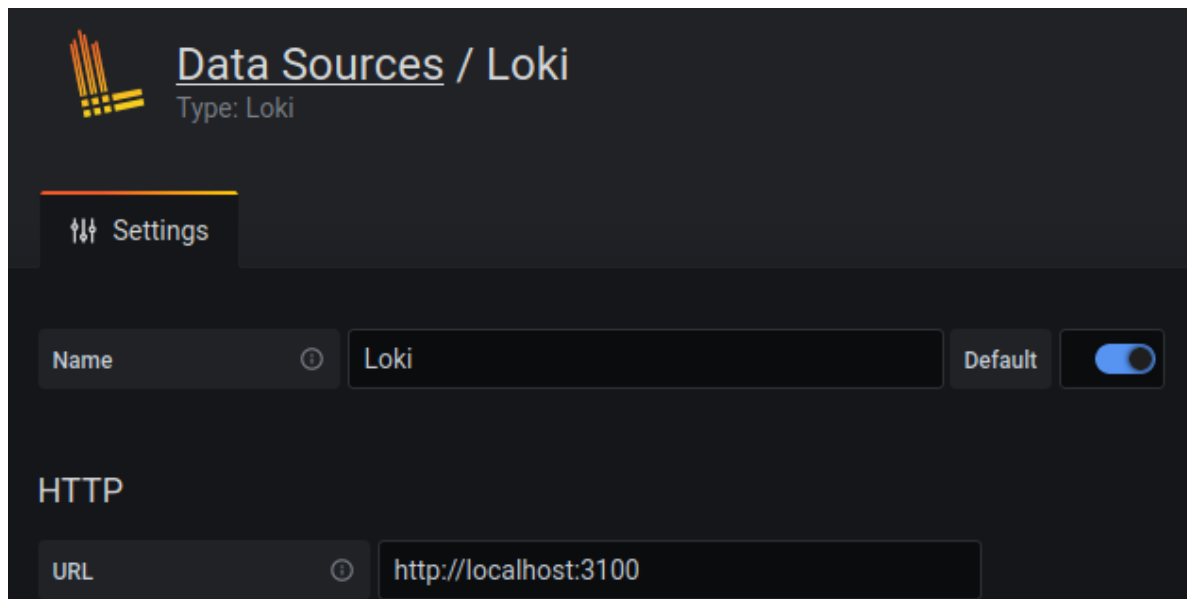 Data Sources / Loki
Type: Loki
Settings
Name Loki Default
HTTP
URL http://localhost:3100